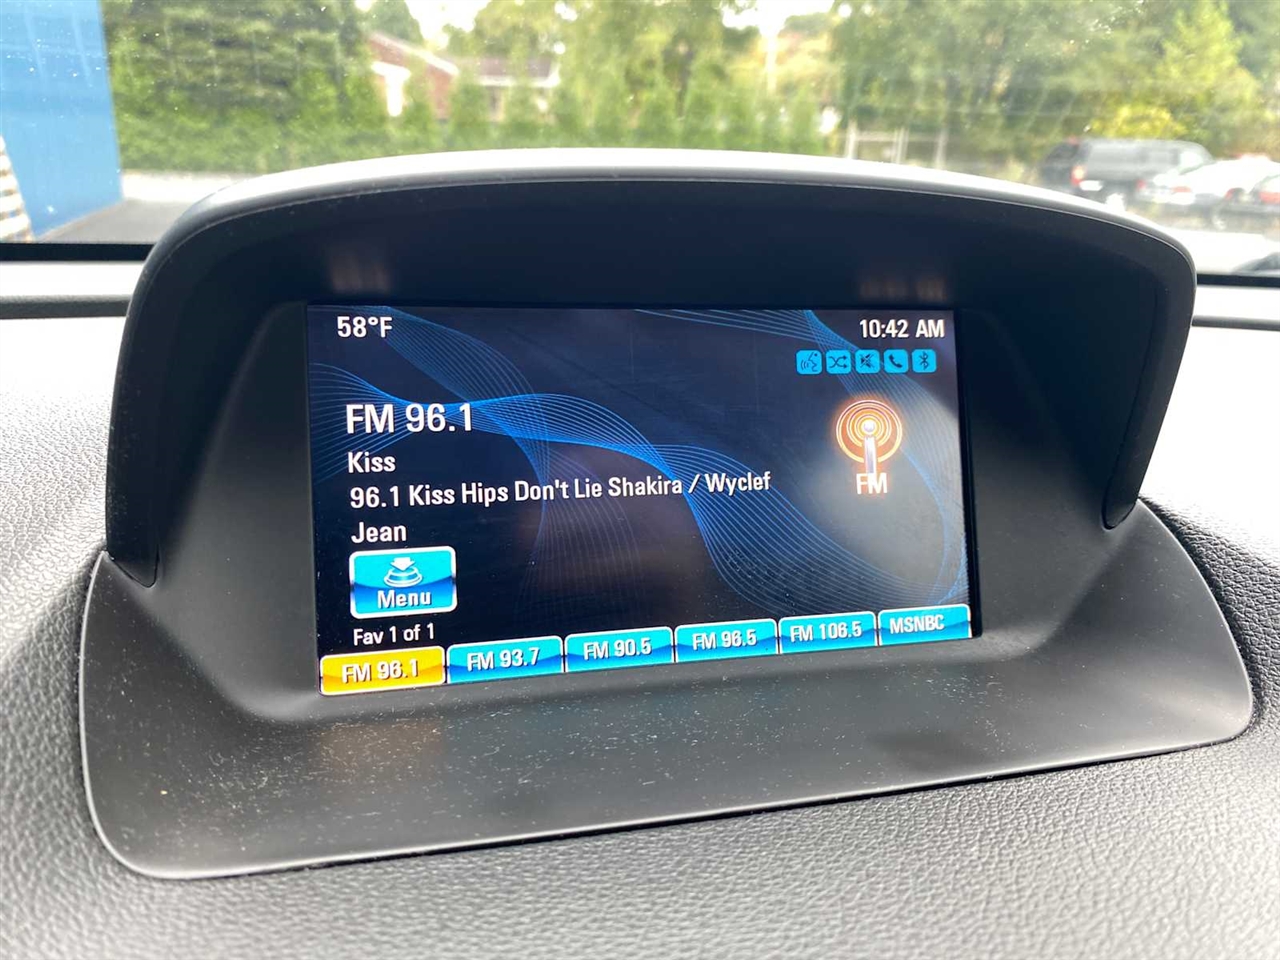 58°F
10:42 AM
FM 96.1
Kiss
96.1 Kiss Hips Don't Lie Shakira / Wyclef
Jean
FM
Menu
Fav 1 of 1
FM 96.1
FM 93.7
FM 90.5
FM 96.5
FM 106.5
MSNBC